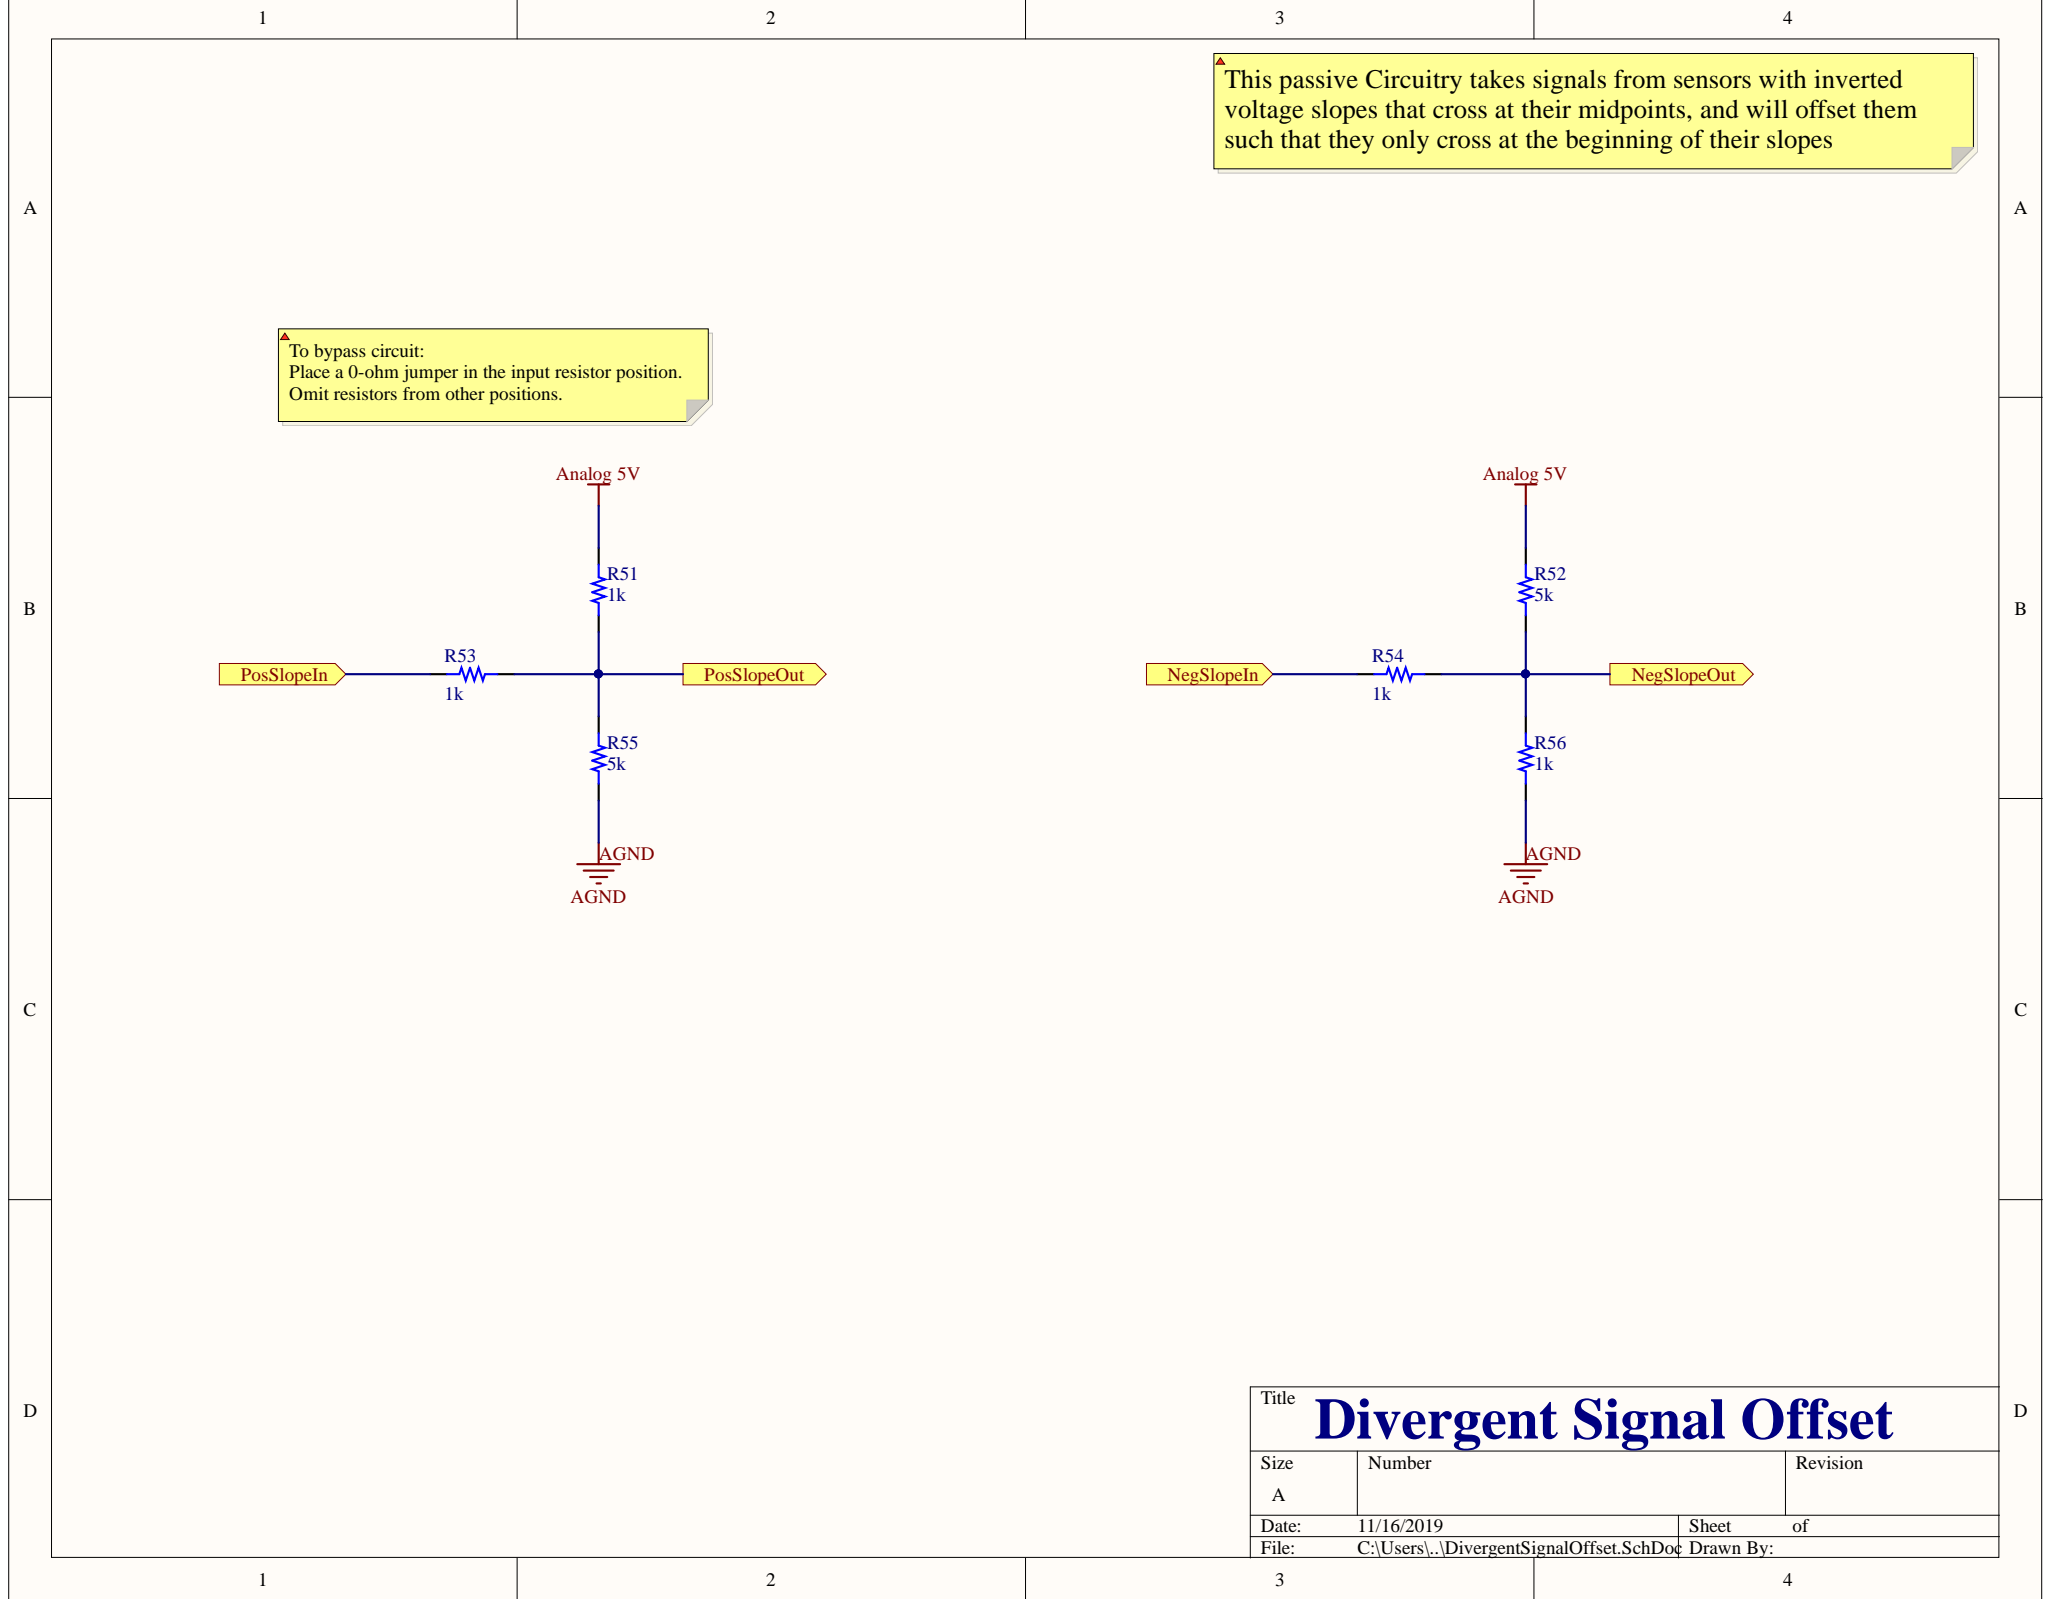 1 2 3 4
This passive Circuitry takes signals from sensors with inverted
voltage slopes that cross at their midpoints, and will offset them
such that they only cross at the beginning of their slopes
A A
To bypass circuit:
Place a 0-ohm jumper in the input resistor position.
Omit resistors from other positions.
Analog 5V
R51
1k
PosSlopeIn
R53
1k
PosSlopeOut
R55
5k
AGND
AGND
Analog 5V
R52
5k
NegSlopeIn
R54
1k
NegSlopeOut
R56
1k
AGND
AGND
B B
C C
D D
Title Divergent Signal Offset
Size Number Revision
A
Date: 11/16/2019 Sheet of
File: C:\Users\..\DivergentSignalOffset.SchDoc Drawn By:
1 2 3 4